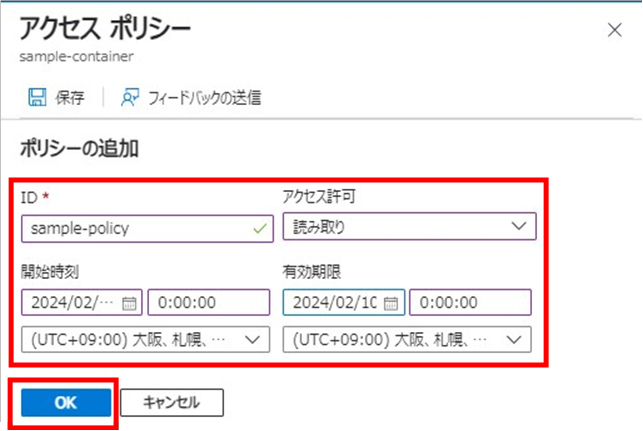 アクセス ポリシー
sample-container
保存 フィードバックの送信
ポリシーの追加
ID * アクセス許可
sample-policy 読み取り
開始時刻 有効期限
2024/02/… 0:00:00 2024/02/10 0:00:00
(UTC+09:00) 大阪、札幌、… (UTC+09:00) 大阪、札幌、…
OK キャンセル